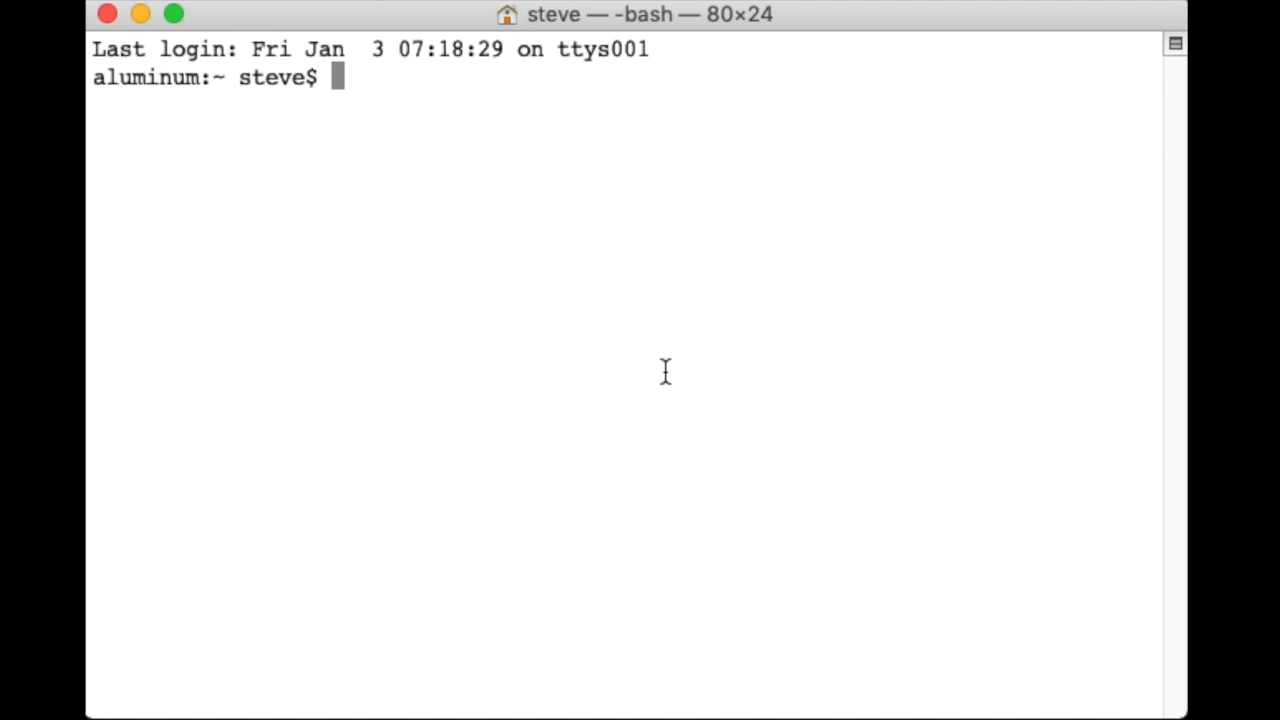 steve — -bash — 80×24
Last login: Fri Jan  3 07:18:29 on ttys001
aluminum:~ steve$